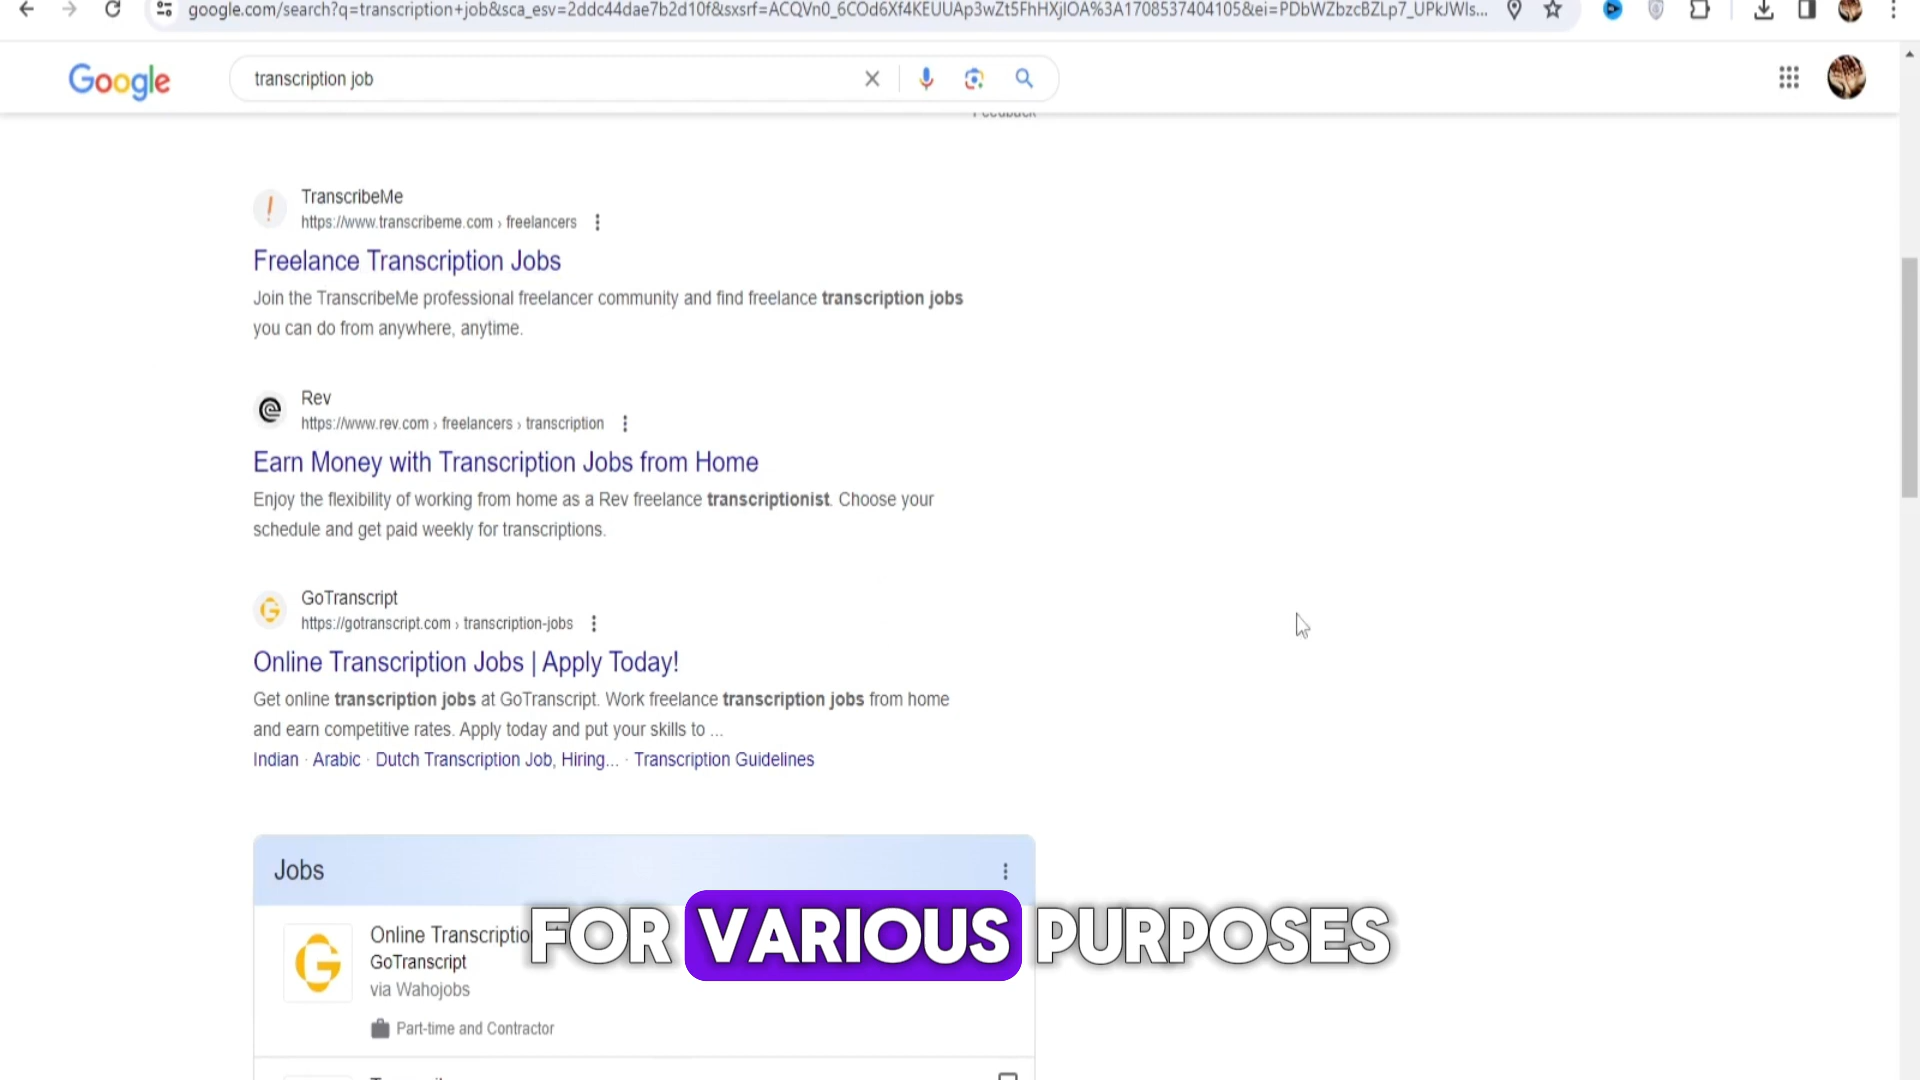 google.com/search?q=transcription+job&sca_esv=2ddc44dae7b2d10f&sxsrf=ACQVn0_6COd6Xf4KEUUAp3wZt5FhHXjIOA%3A1708537404105&ei=PDbWZbzcBZLp7_UPkJWIs...
Google
transcription job
Feedback
TranscribeMe
https://www.transcribeme.com › freelancers
Freelance Transcription Jobs
Join the TranscribeMe professional freelancer community and find freelance transcription jobs
you can do from anywhere, anytime.
Rev
https://www.rev.com › freelancers › transcription
Earn Money with Transcription Jobs from Home
Enjoy the flexibility of working from home as a Rev freelance transcriptionist. Choose your
schedule and get paid weekly for transcriptions.
GoTranscript
https://gotranscript.com › transcription-jobs
Online Transcription Jobs | Apply Today!
Get online transcription jobs at GoTranscript. Work freelance transcription jobs from home
and earn competitive rates. Apply today and put your skills to ...
Indian · Arabic · Dutch Transcription Job, Hiring... · Transcription Guidelines
Jobs
Online Transcriptio
FOR VARIOUS PURPOSES
GoTranscript
via Wahojobs
Part-time and Contractor